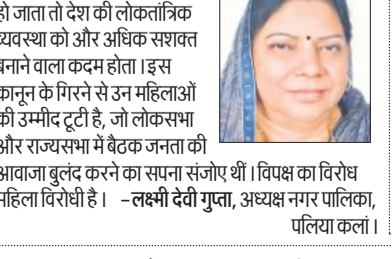 हो जाता तो देश की लोकतांत्रिक
व्यवस्था को और अधिक सशक्त
बनाने वाला कदम होता । इस
कानून के गिरने से उन महिलाओं
की उम्मीद टूटी है, जो लोकसभा
और राज्यसभा में बैठक जनता की
आवाजा बुलंद करने का सपना संजोए थीं । विपक्ष का विरोध
महिला विरोधी है । –लक्ष्मी देवी गुप्ता, अध्यक्ष नगर पालिका,
पलिया कलां ।